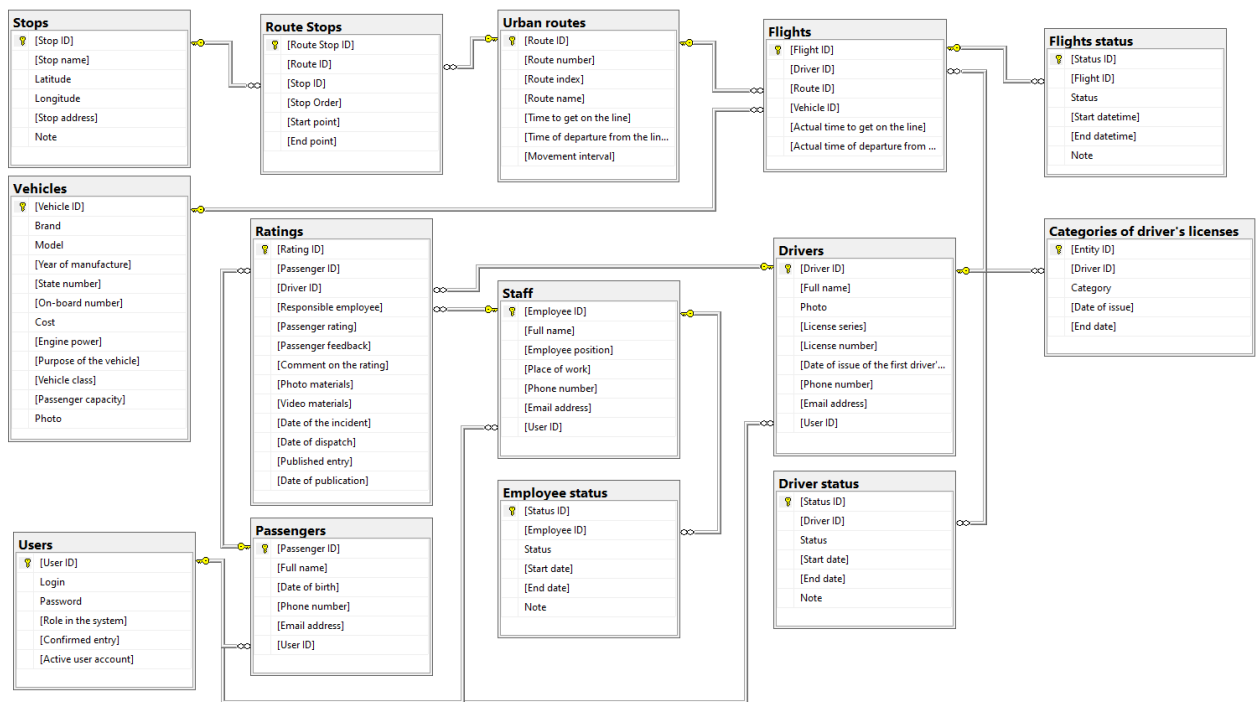 Stops
[Stop ID]
[Stop name]
Latitude
Longitude
[Stop address]
Note
Route Stops
[Route Stop ID]
[Route ID]
[Stop ID]
[Stop Order]
[Start point]
[End point]
Urban routes
[Route ID]
[Route number]
[Route index]
[Route name]
[Time to get on the line]
[Time of departure from the lin...
[Movement interval]
Flights
[Flight ID]
[Driver ID]
[Route ID]
[Vehicle ID]
[Actual time to get on the line]
[Actual time of departure from ...
Flights status
[Status ID]
[Flight ID]
Status
[Start datetime]
[End datetime]
Note
Vehicles
[Vehicle ID]
Brand
Model
[Year of manufacture]
[State number]
[On-board number]
Cost
[Engine power]
[Purpose of the vehicle]
[Vehicle class]
[Passenger capacity]
Photo
Ratings
[Rating ID]
[Passenger ID]
[Driver ID]
[Responsible employee]
[Passenger rating]
[Passenger feedback]
[Comment on the rating]
[Photo materials]
[Video materials]
[Date of the incident]
[Date of dispatch]
[Published entry]
[Date of publication]
Staff
[Employee ID]
[Full name]
[Employee position]
[Place of work]
[Phone number]
[Email address]
[User ID]
Drivers
[Driver ID]
[Full name]
Photo
[License series]
[License number]
[Date of issue of the first driver'...
[Phone number]
[Email address]
[User ID]
Categories of driver's licenses
[Entity ID]
[Driver ID]
Category
[Date of issue]
[End date]
Users
[User ID]
Login
Password
[Role in the system]
[Confirmed entry]
[Active user account]
Passengers
[Passenger ID]
[Full name]
[Date of birth]
[Phone number]
[Email address]
[User ID]
Employee status
[Status ID]
[Employee ID]
Status
[Start date]
[End date]
Note
Driver status
[Status ID]
[Driver ID]
Status
[Start date]
[End date]
Note